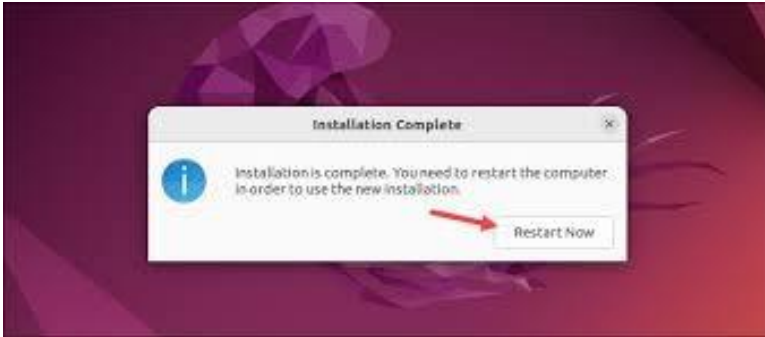 Installation Complete
Installation is complete. You need to restart the computer
in order to use the new installation.
Restart Now